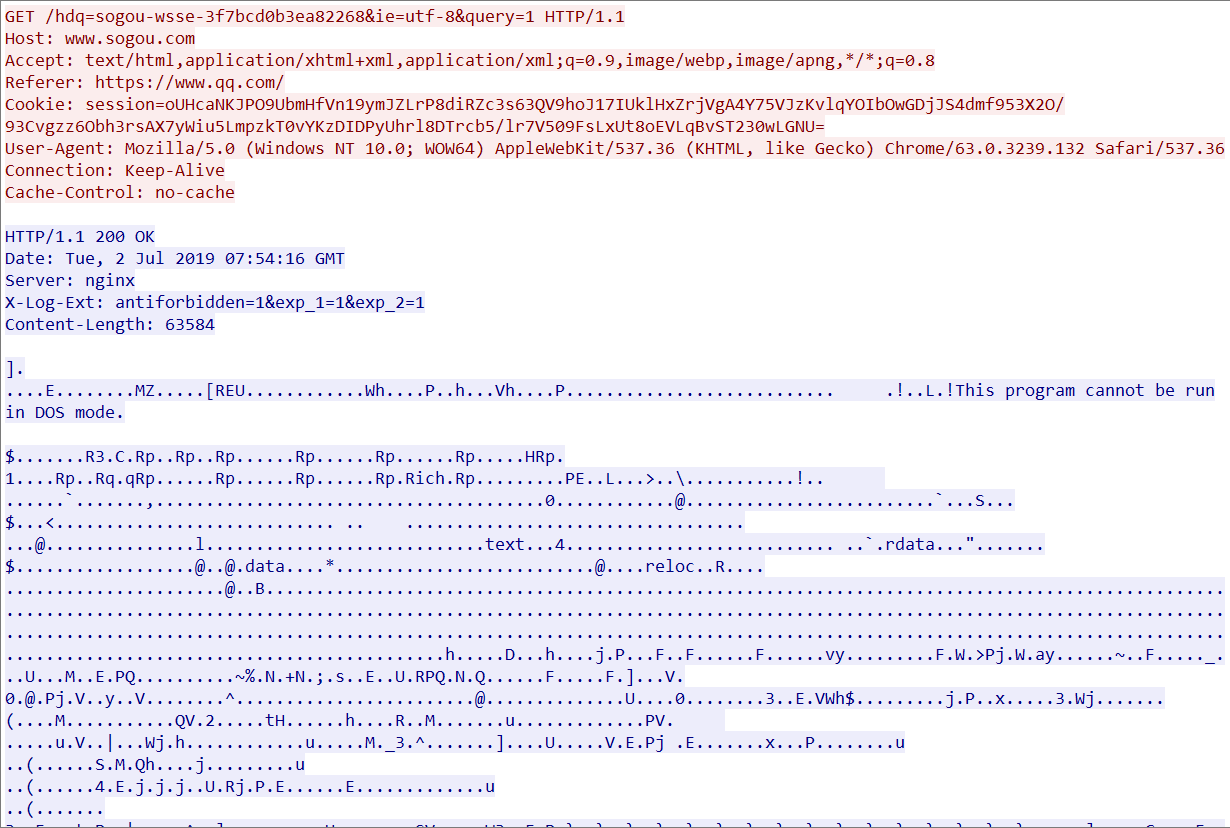 GET /hdq=sogou-wsse-3f7bcd0b3ea82268&ie=utf-8&query=1 HTTP/1.1
Host: www.sogou.com
Accept: text/html,application/xhtml+xml,application/xml;q=0.9,image/webp,image/apng,*/*;q=0.8
Referer: https://www.qq.com/
Cookie: session=oUHcaNKJPO9UbmHfVn19ymJZLrP8diRZc3s63QV9hoJ17IUklHxZrjVgA4Y75VJzKvlqYOIbOwGDjJS4dmf953X2O/
93Cvgzz6Obh3rsAX7yWiu5LmpzkT0vYKzDIDPyUhrl8DTrcb5/lr7V509FsLxUt8oEVLqBvST230wLGNU=
User-Agent: Mozilla/5.0 (Windows NT 10.0; WOW64) AppleWebKit/537.36 (KHTML, like Gecko) Chrome/63.0.3239.132 Safari/537.36
Connection: Keep-Alive
Cache-Control: no-cache
HTTP/1.1 200 OK
Date: Tue, 2 Jul 2019 07:54:16 GMT
Server: nginx
X-Log-Ext: antiforbidden=1&exp_1=1&exp_2=1
Content-Length: 63584
].
....E........MZ.....[REU............Wh....P..h...Vh....P........................... .!..L.!This program cannot be run
in DOS mode.
$.......R3.C.Rp..Rp..Rp......Rp......Rp......Rp.....HRp.
1....Rp..Rq.qRp......Rp......Rp......Rp.Rich.Rp.........PE..L...>..\...........!..
......`.......,.......................................0............@.........................`...S...
$...<............................ .. ..................................
...@...............l............................text...4........................... ..`.rdata...".......
$..................@..@.data....*..........................@....reloc..R....
......................@..B................................................................................................
..........................................................................................................................
..........................................................................................................................
............................................h.....D...h....j.P...F..F......F......vy.........F.W.>Pj.W.ay......~..F....._.
..U...M..E.PQ..........~%.N.+N.;.s..E..U.RPQ.N.Q......F.....F.]...V.
0.@.Pj.V..y..V........^........................@..............U....0........3..E.VWh$.........j.P..x.....3.Wj.......
(....M...........QV.2.....tH......h....R..M.......u.............PV.
.....u.V..|...Wj.h............u.....M._3.^.......]....U.....V.E.Pj .E.......x...P........u
..(......S.M.Qh....j.........u
..(......4.E.j.j.j..U.Rj.P.E......E.............u
..(.......